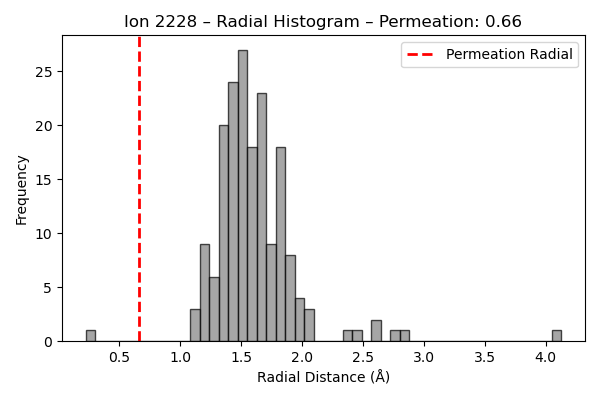 Ion 2228 – Radial Histogram – Permeation: 0.66
Permeation Radial
Frequency
25
20
15
10
5
0
0.5 1.0 1.5 2.0 2.5 3.0 3.5 4.0
Radial Distance (Å)